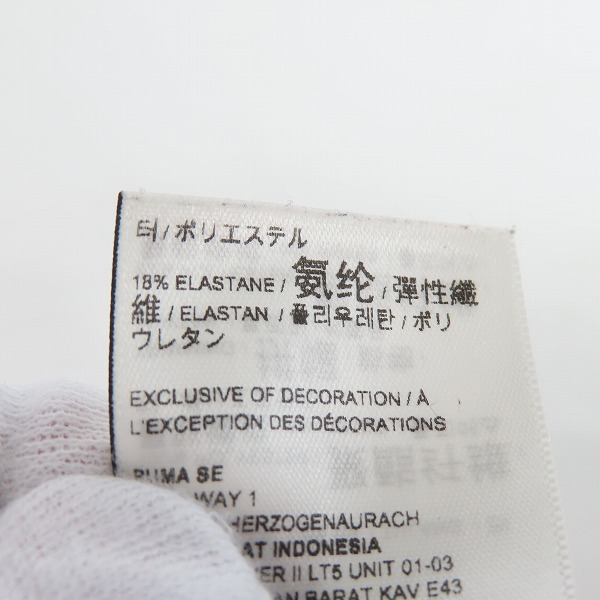 터/ポリエステル
18% ELASTANE / 氨纶 / 彈性纖
維 / ELASTAN / 폴리우레탄 / ポリ
ウレタン
EXCLUSIVE OF DECORATION / À
L'EXCEPTION DES DÉCORATIONS
PUMA SE
WAY 1
HERZOGENAURACH
AT INDONESIA
II LT5 UNIT 01-03
BARAT KAV E43